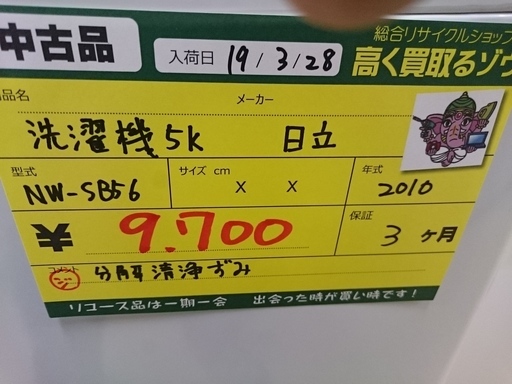 中古品
入荷日 19/3/28
総合リサイクルショップ
高く買取るゾウ
品名
メーカー
洗濯機5k 日立
型式
サイズ cm
年式
NW-SB56
X X
2010
¥ 9.700
保証
3ヶ月
コメント
分解清浄ずみ
リユース品は一期一会 出会った時が買い時です!